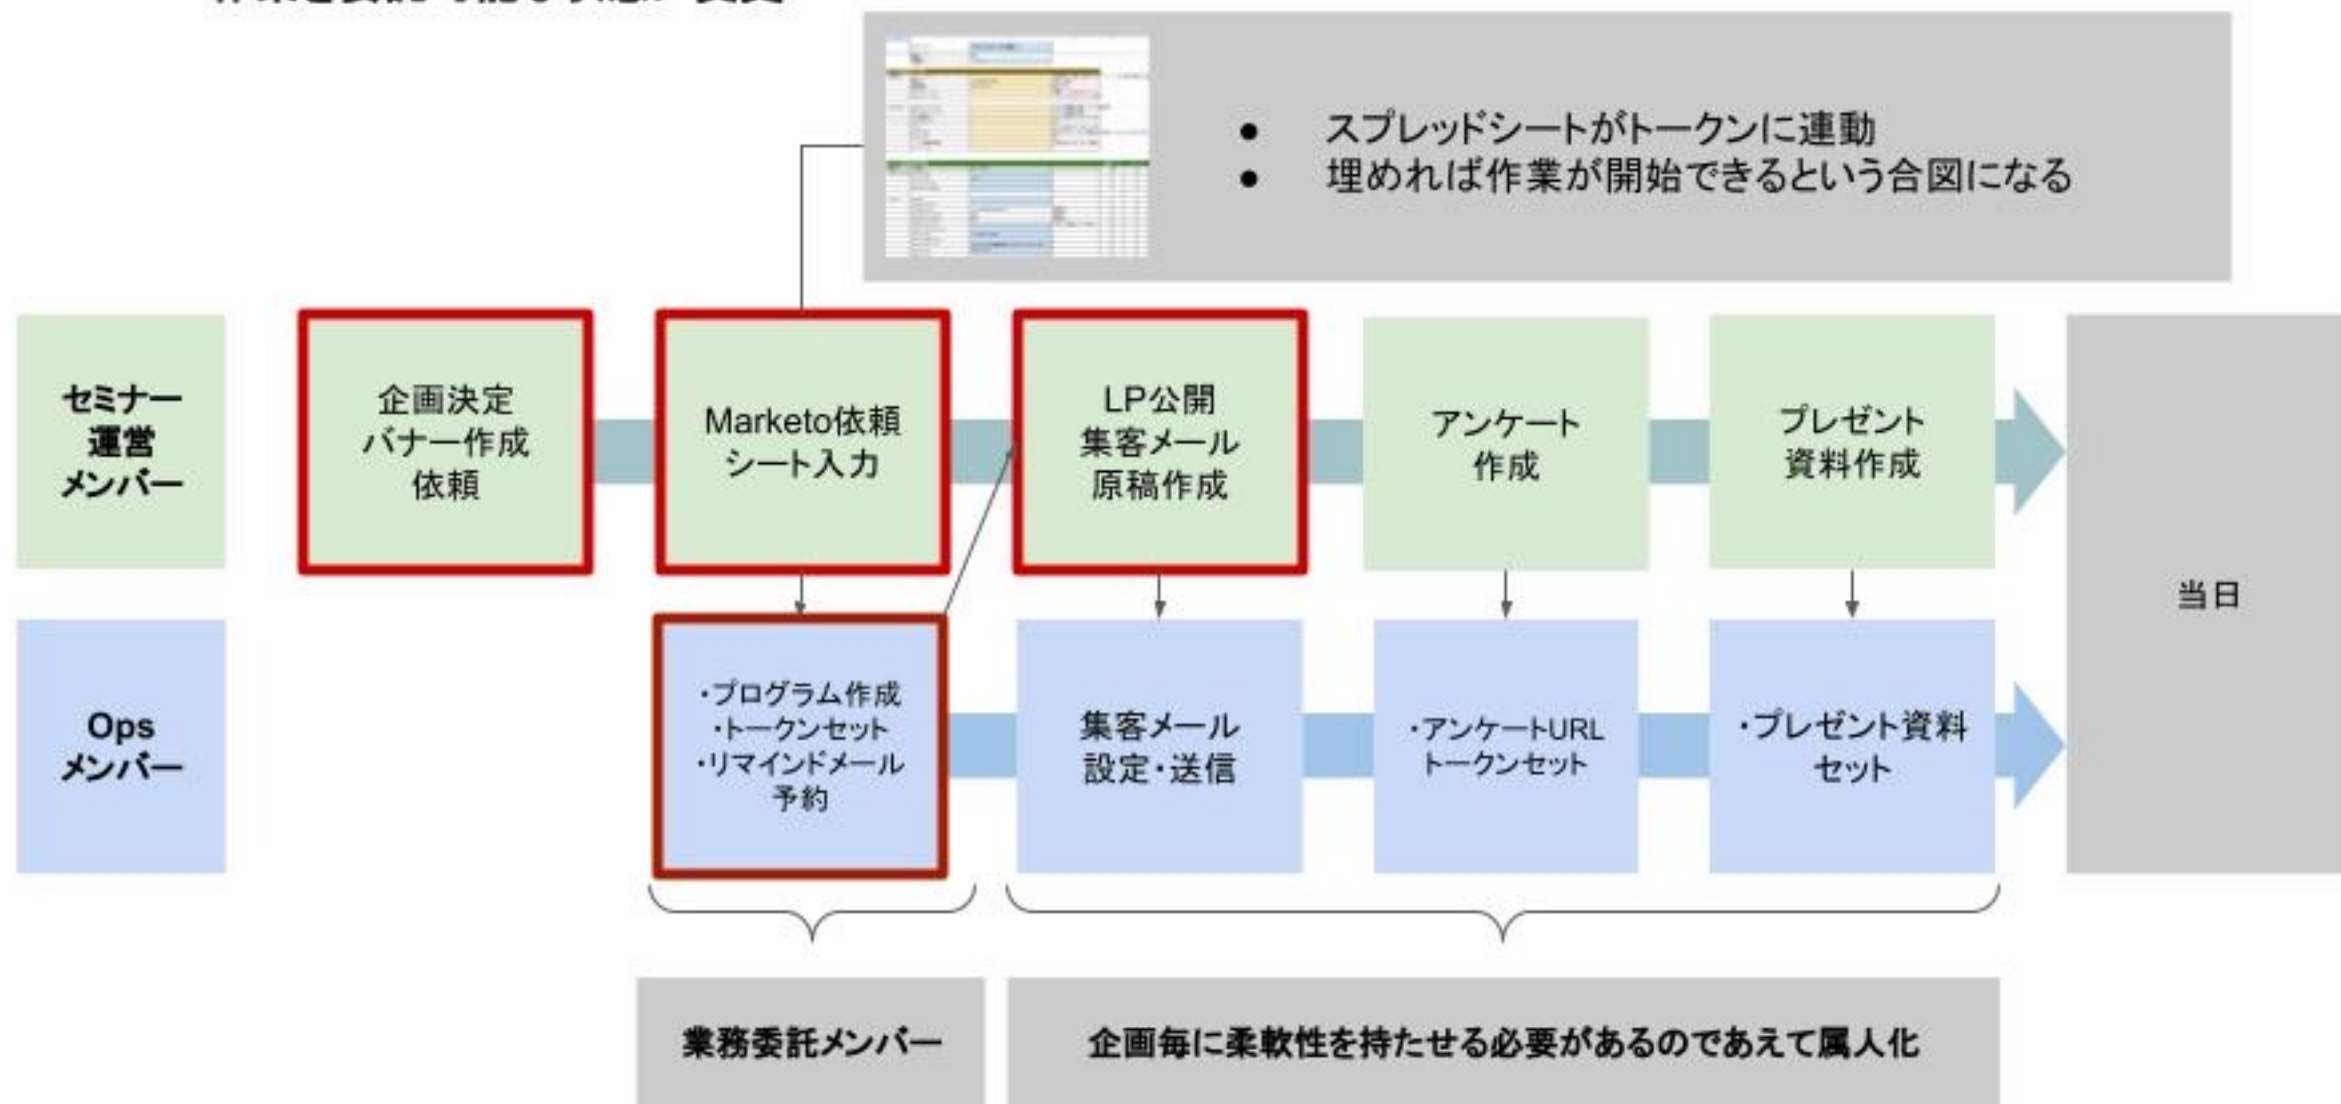 スプレッドシートがトークンに連動
埋めれば作業が開始できるという合図になる
セミナー
運営
メンバー
企画決定
バナー作成
依頼
Marketo依頼
シート入力
LP公開
集客メール
原稿作成
アンケート
作成
プレゼント
資料作成
当日
Ops
メンバー
・プログラム作成
・トークンセット
・リマインドメール
予約
集客メール
設定・送信
・アンケートURL
トークンセット
・プレゼント資料
セット
業務委託メンバー
企画毎に柔軟性を持たせる必要があるのであえて属人化